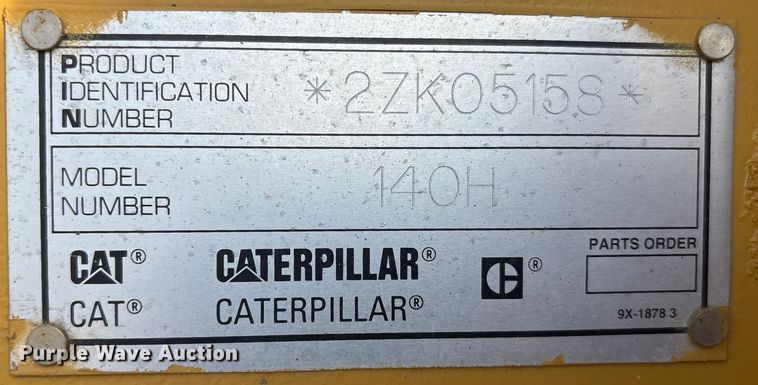 PRODUCT
IDENTIFICATION
NUMBER
*2ZK05158*
MODEL
NUMBER
140H
CAT® CATERPILLAR® C®
CAT® CATERPILLAR®
PARTS ORDER
9X-1878 3
Purple Wave Auction